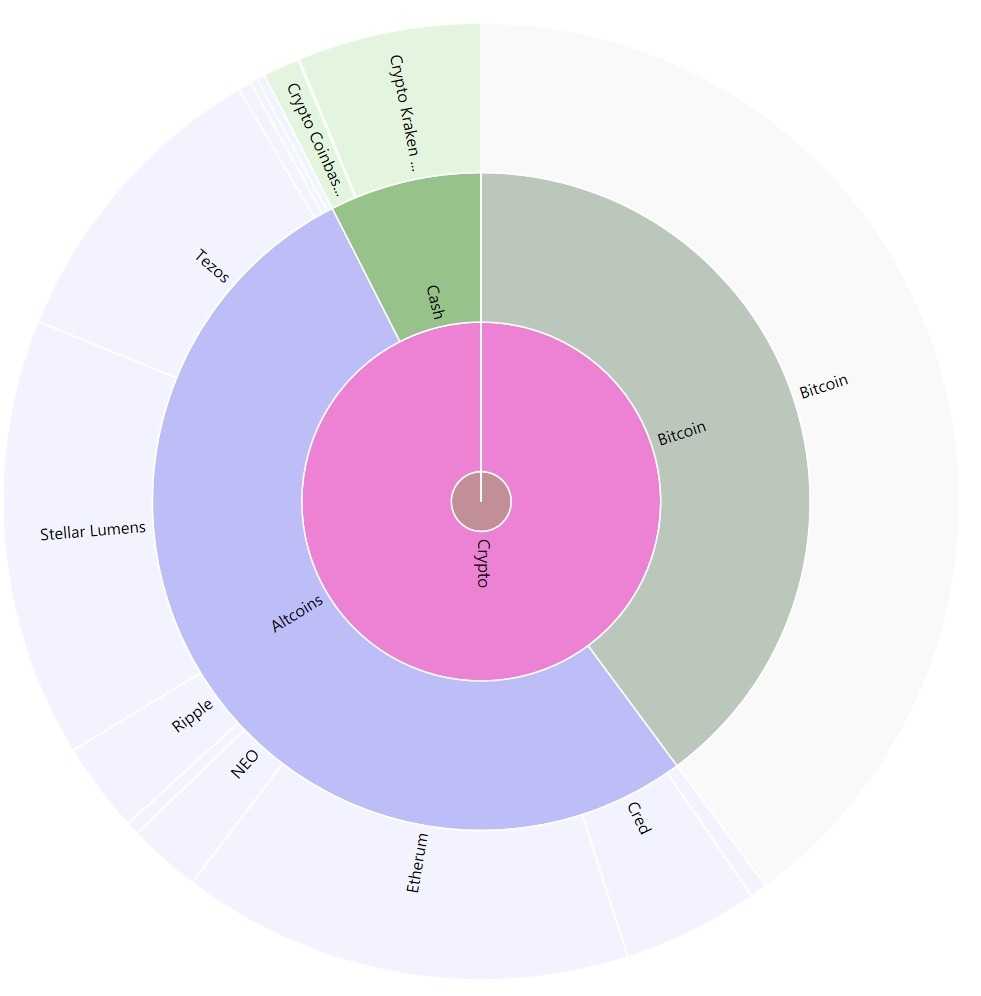 Crypto Coinbas...
Crypto Kraken ...
Tezos
Cash
Bitcoin
Bitcoin
Stellar Lumens
Crypto
Altcoins
Ripple
NEO
Cred
Etherum